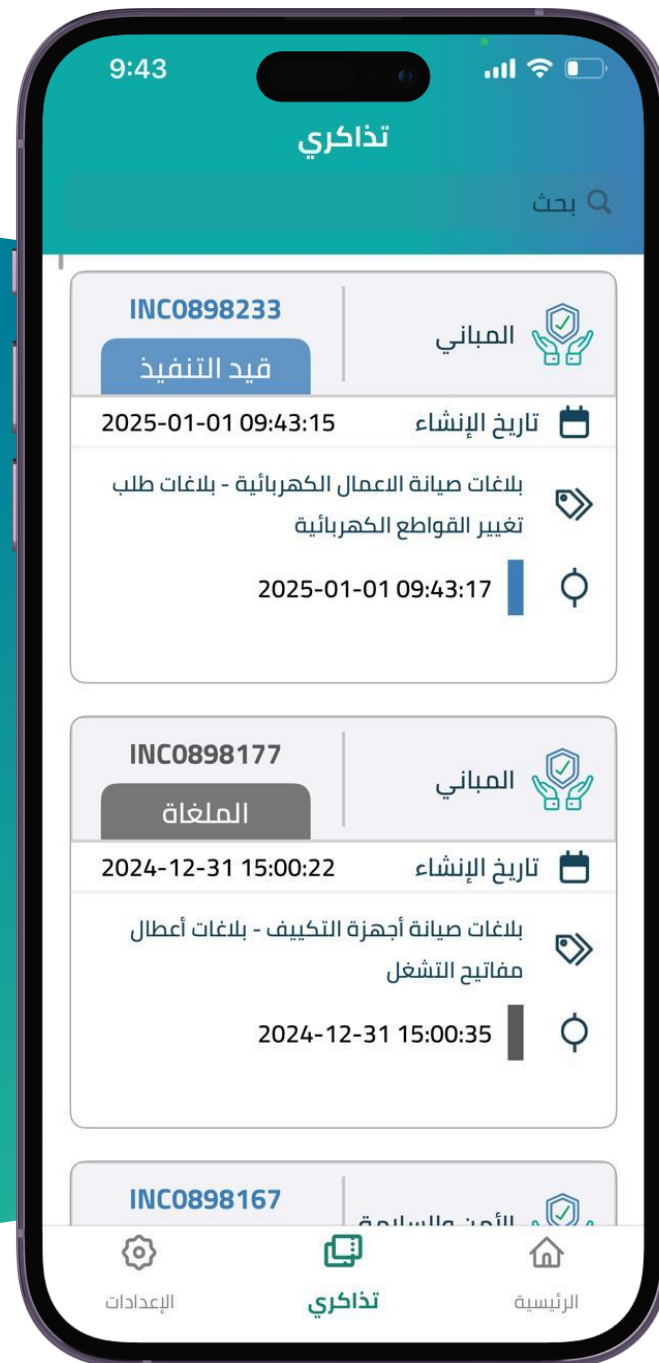 9:43
تذاكري
بحث
المباني
INC0898233
قيد التنفيذ
تاريخ الإنشاء
2025-01-01 09:43:15
بلاغات صيانة الاعمال الكهربائية - بلاغات طلب
تغيير القواطع الكهربائية
2025-01-01 09:43:17
المباني
INC0898177
الملغاة
تاريخ الإنشاء
2024-12-31 15:00:22
بلاغات صيانة أجهزة التكييف - بلاغات أعطال
مفاتيح التشغل
2024-12-31 15:00:35
الأمن والسلامة
INC0898167
الرئيسية
تذاكري
الإعدادات